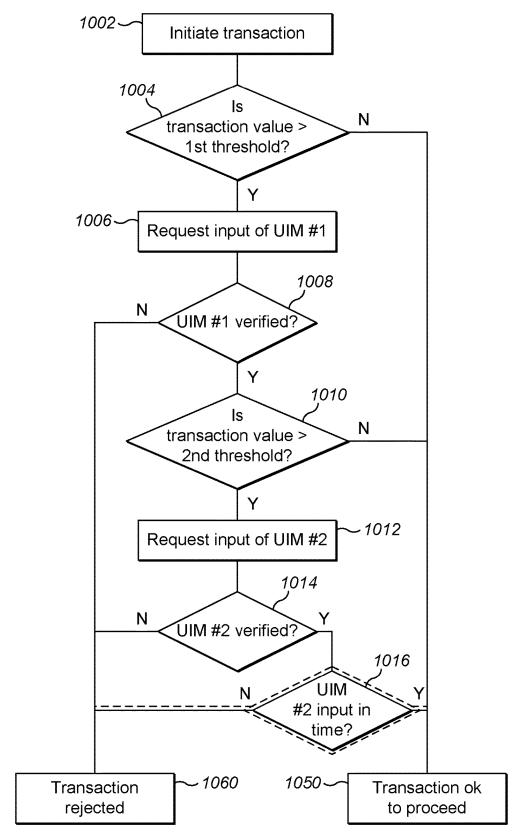 1002
Initiate transaction
1004
Is
transaction value >
1st threshold?
N
Y
1006
Request input of UIM #1
1008
N
UIM #1 verified?
Y
1010
Is
transaction value >
2nd threshold?
N
Y
Request input of UIM #2
1012
1014
N
UIM #2 verified?
Y
1016
N
UIM
#2 input in
time?
Y
Transaction
rejected
1060
1050
Transaction ok
to proceed